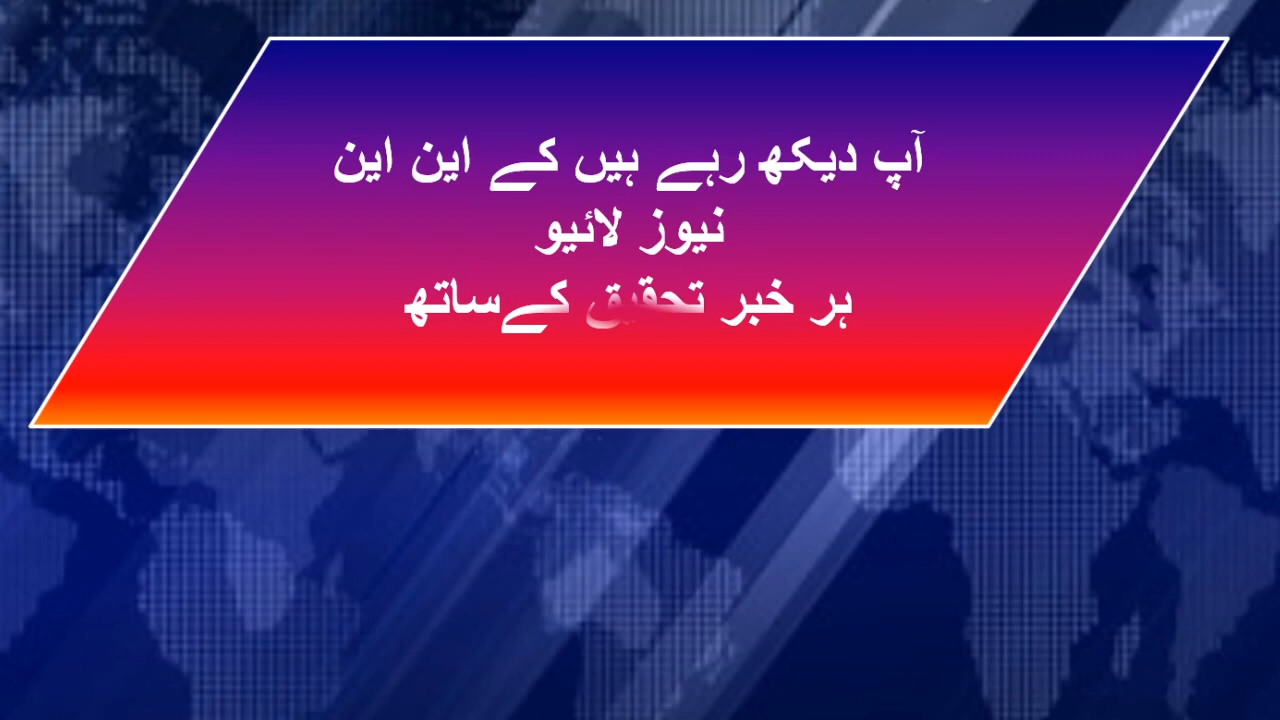 آپ دیکھ رہے ہیں کے این این
نیوز لائیو
ہر خبر تحقیق کےساتھ